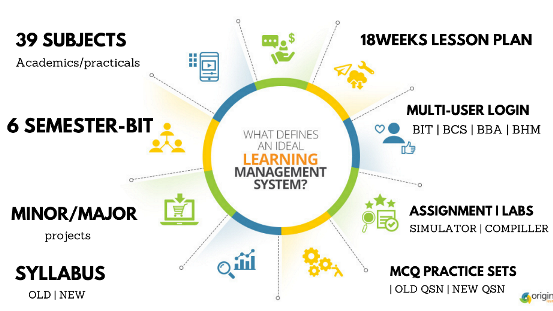 39 SUBJECTS
Academics/practicals
6 SEMESTER-BIT
MINOR/MAJOR
projects
SYLLABUS
OLD | NEW
WHAT DEFINES
AN IDEAL
LEARNING
MANAGEMENT
SYSTEM?
18WEEKS LESSON PLAN
MULTI-USER LOGIN
BIT | BCS | BBA | BHM
ASSIGNMENT | LABS
SIMULATOR | COMPILLER
MCQ PRACTICE SETS
| OLD QSN | NEW QSN
origin